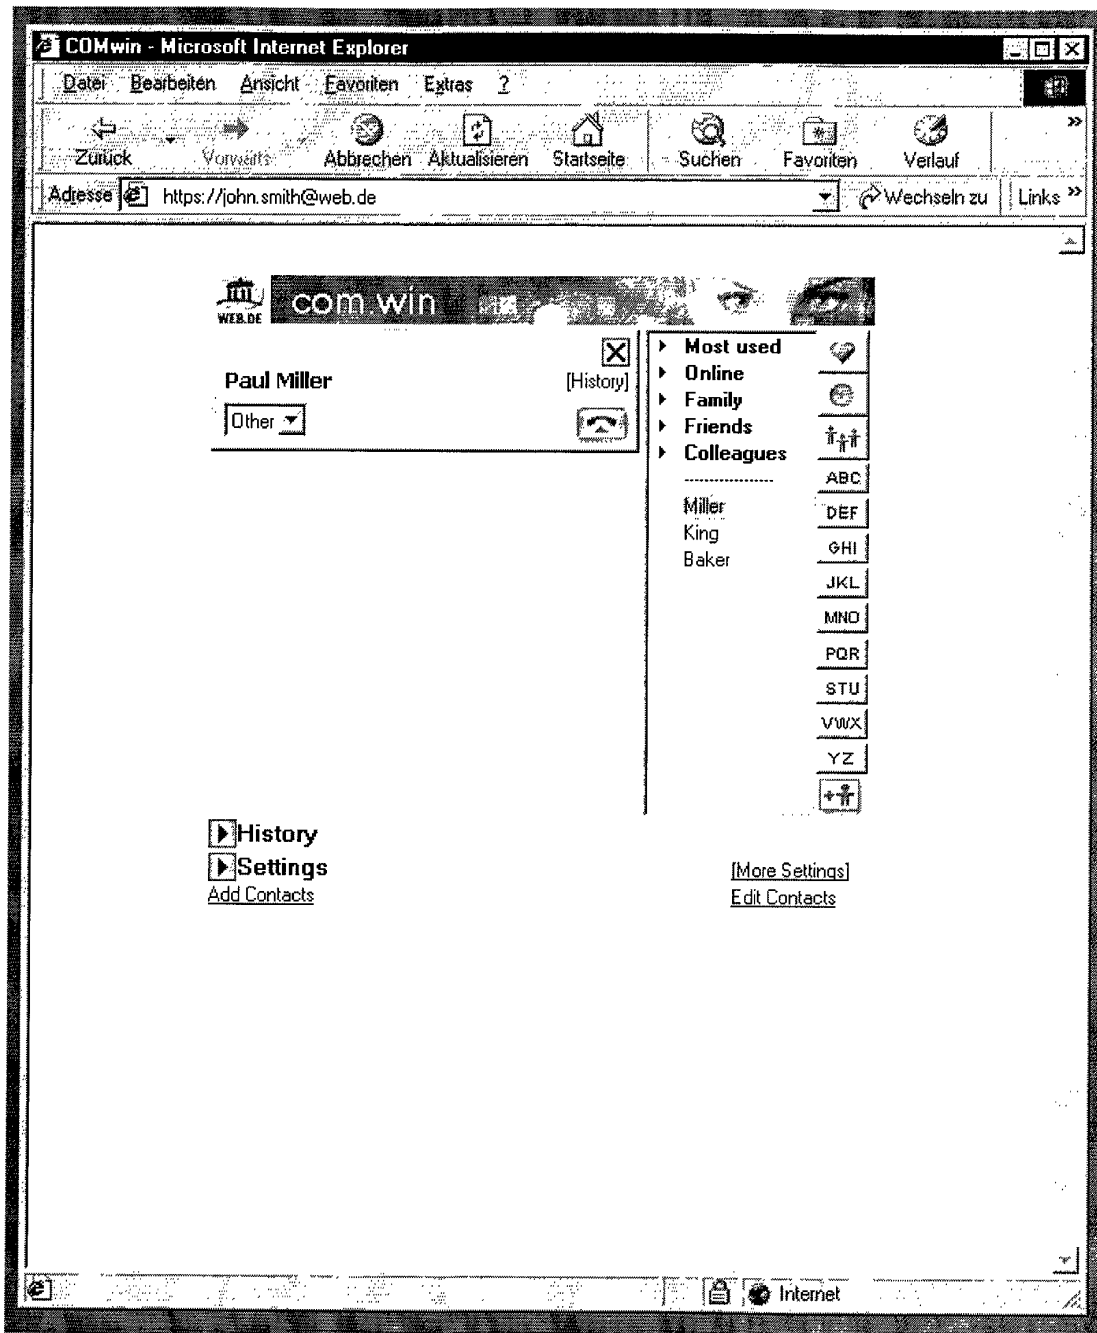 COMwin - Microsoft Internet Explorer
Datei Bearbeiten Ansicht Favoriten Extras ?
Zurück Vorwärts Abbrechen Aktualisieren Startseite Suchen Favoriten Verlauf »
Adresse https://john.smith@web.de Wechseln zu Links »
WEB.DE com.win
Paul Miller
[History]
Other
Most used
Online
Family
Friends
Colleagues
----------------
Miller
King
Baker
ABC
DEF
GHI
JKL
MNO
PQR
STU
VWX
YZ
History
Settings
Add Contacts
[More Settings]
Edit Contacts
Internet